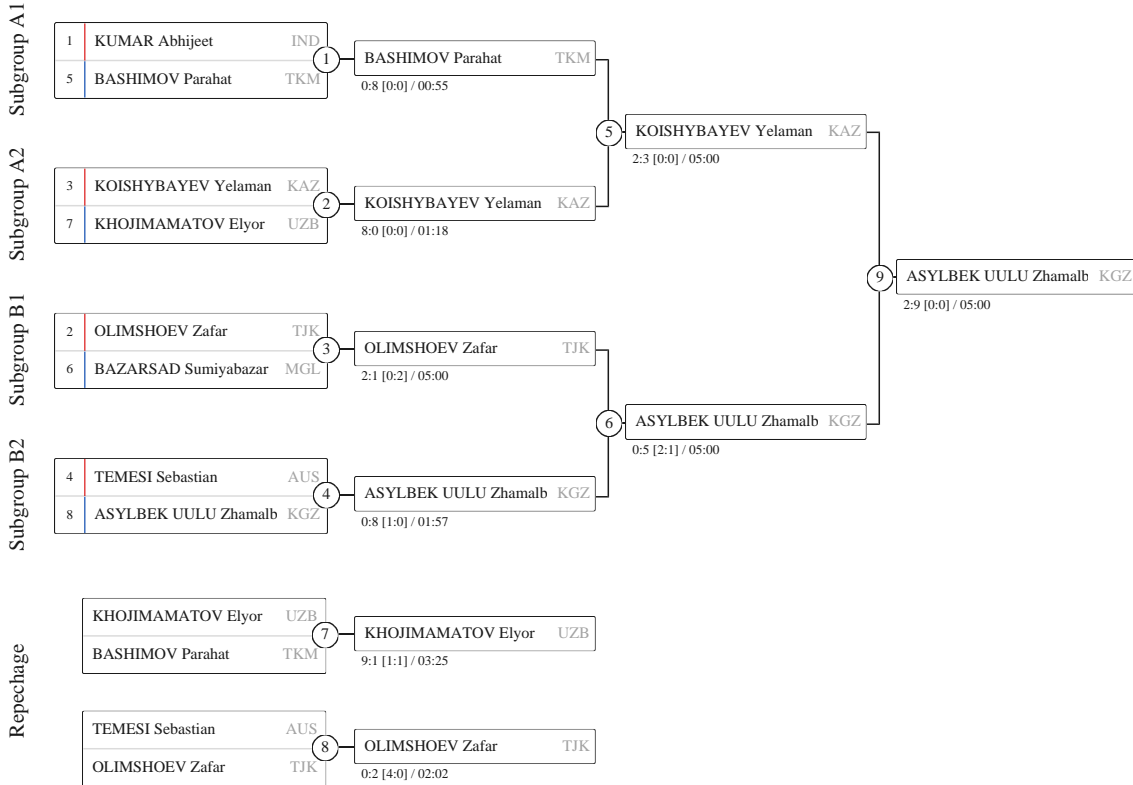 Subgroup A1
1 KUMAR Abhijeet IND
5 BASHIMOV Parahat TKM
1
BASHIMOV Parahat TKM
0:8 [0:0] / 00:55
Subgroup A2
3 KOISHYBAYEV Yelaman KAZ
7 KHOJIMAMATOV Elyor UZB
2
KOISHYBAYEV Yelaman KAZ
8:0 [0:0] / 01:18
5
KOISHYBAYEV Yelaman KAZ
2:3 [0:0] / 05:00
Subgroup B1
2 OLIMSHOEV Zafar TJK
6 BAZARSAD Sumiyabazar MGL
3
OLIMSHOEV Zafar TJK
2:1 [0:2] / 05:00
Subgroup B2
4 TEMESI Sebastian AUS
8 ASYLBEK UULU Zhamalb KGZ
4
ASYLBEK UULU Zhamalb KGZ
0:8 [1:0] / 01:57
6
ASYLBEK UULU Zhamalb KGZ
0:5 [2:1] / 05:00
9
ASYLBEK UULU Zhamalb KGZ
2:9 [0:0] / 05:00
Repechage
KHOJIMAMATOV Elyor UZB
BASHIMOV Parahat TKM
7
KHOJIMAMATOV Elyor UZB
9:1 [1:1] / 03:25
TEMESI Sebastian AUS
OLIMSHOEV Zafar TJK
8
OLIMSHOEV Zafar TJK
0:2 [4:0] / 02:02